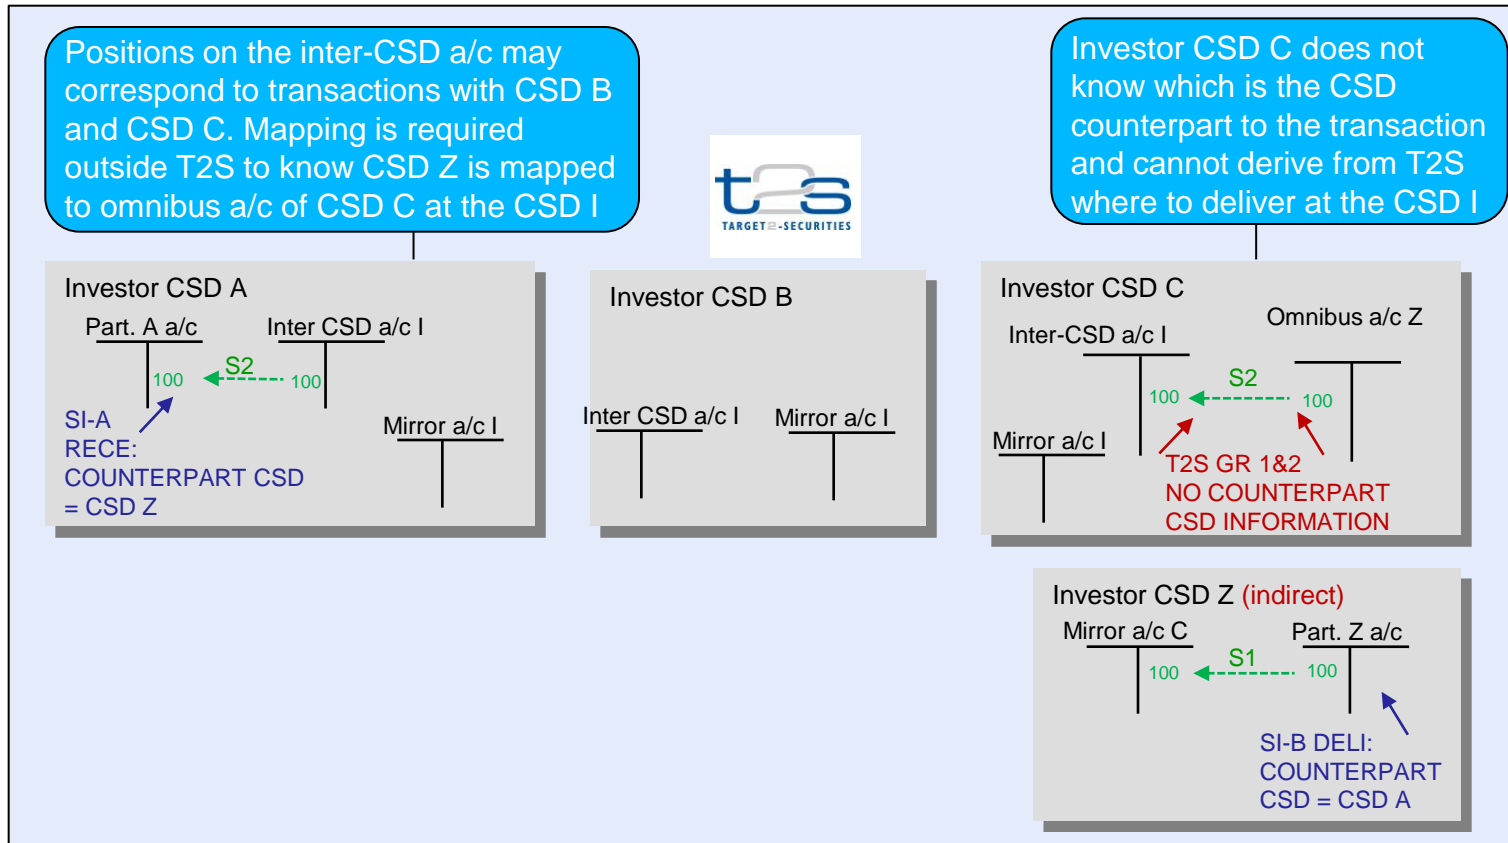 Positions on the inter-CSD a/c may
correspond to transactions with CSD B
and CSD C. Mapping is required
outside T2S to know CSD Z is mapped
to omnibus a/c of CSD C at the CSD I
t2s
TARGET2-SECURITIES
Investor CSD C does not
know which is the CSD
counterpart to the transaction
and cannot derive from T2S
where to deliver at the CSD I
Investor CSD A
Part. A a/c
Inter CSD a/c I
100
S2
100
SI-A
RECE:
COUNTERPART CSD
= CSD Z
Mirror a/c I
Investor CSD B
Inter CSD a/c I
Mirror a/c I
Investor CSD C
Inter-CSD a/c I
Omnibus a/c Z
100
S2
100
Mirror a/c I
T2S GR 1&2
NO COUNTERPART
CSD INFORMATION
Investor CSD Z (indirect)
Mirror a/c C
Part. Z a/c
100
S1
100
SI-B DELI:
COUNTERPART
CSD = CSD A